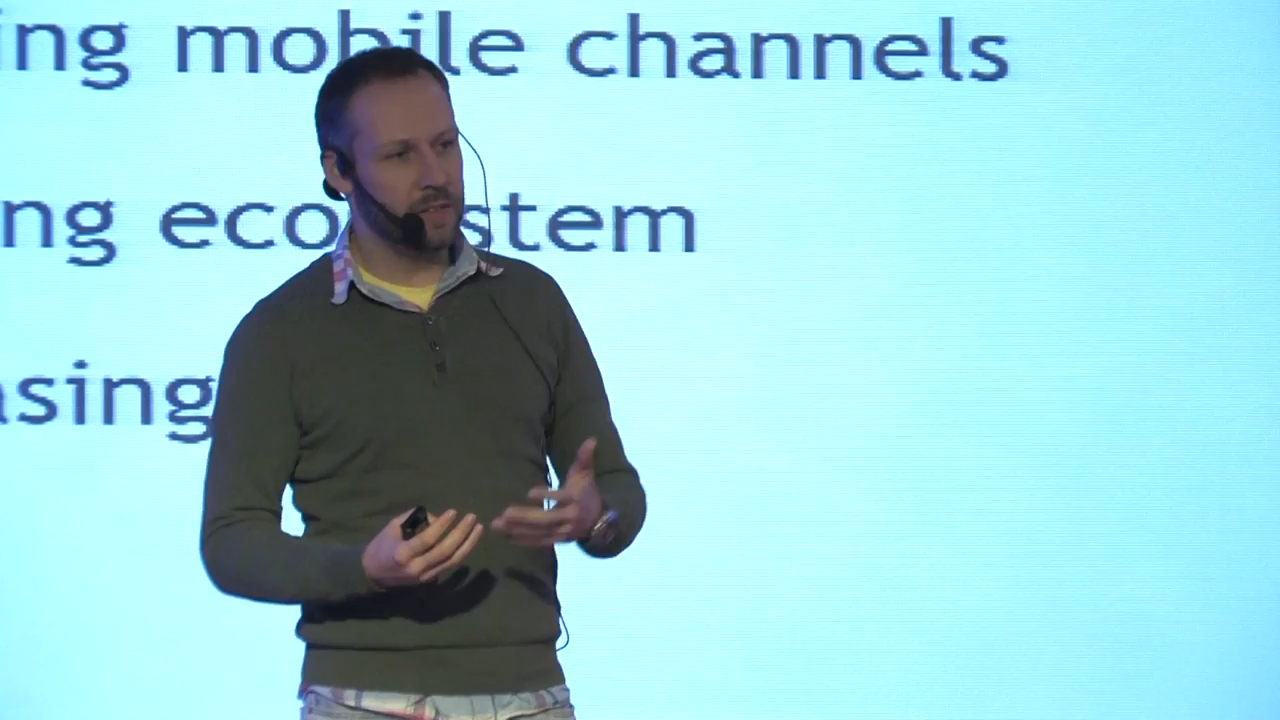 ing mobile channels
ng ecosystem
asing